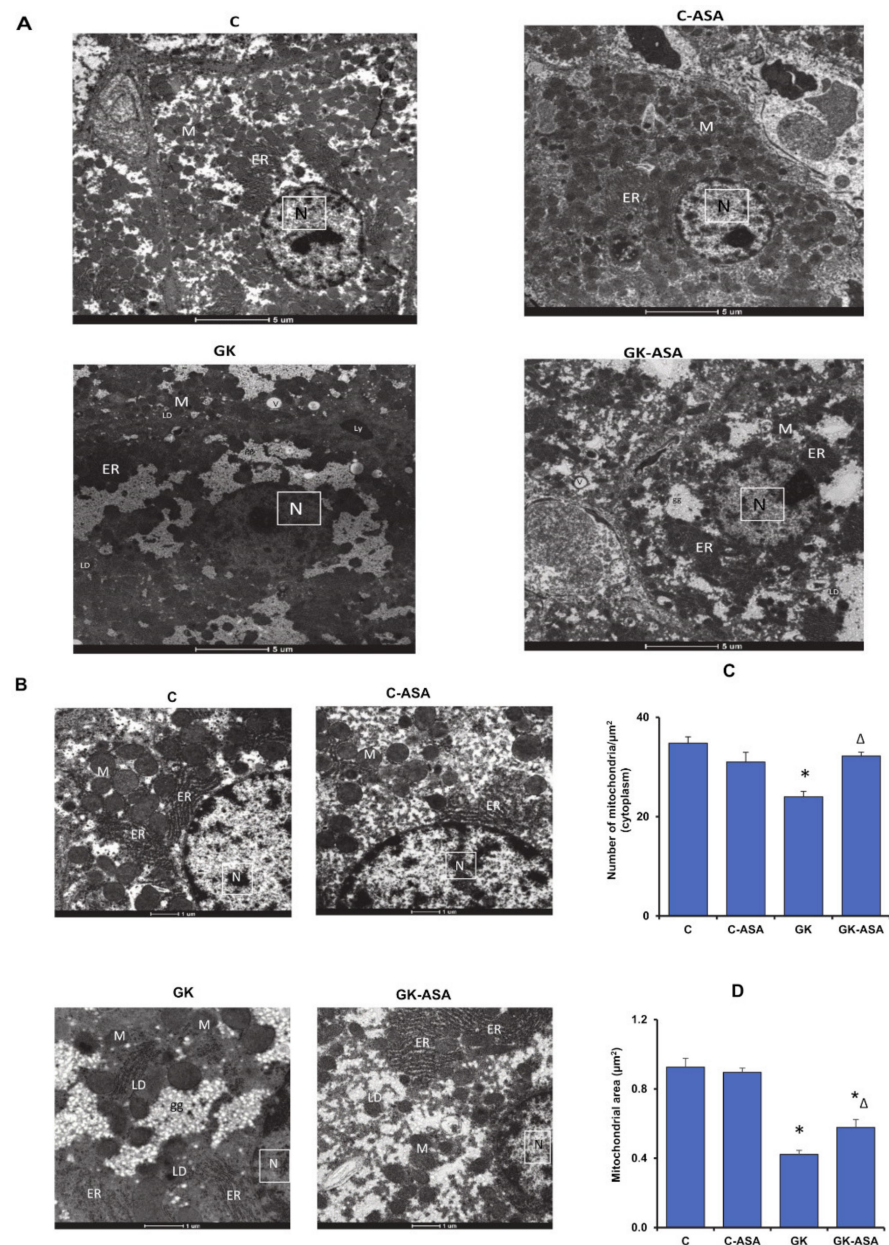 A
C
M
ER
N
5 um
C-ASA
M
ER
N
5 um
GK
M
LD
V
Ly
ER
N
LD
5 um
GK-ASA
M
ER
V
gg
N
ER
LD
5 um
B
C
M
ER
ER
N
1 um
C-ASA
M
ER
N
1 um
GK
M
M
LD
gg
LD
N
ER
ER
1 um
GK-ASA
ER
ER
LD
N
M
1 um
C
Number of mitochondria/µm²
(cytoplasm)
40
20
0
*
Δ
C C-ASA GK GK-ASA
D
Mitochondrial area (µm²)
1.2
0.8
0.4
0.0
*
*Δ
C C-ASA GK GK-ASA